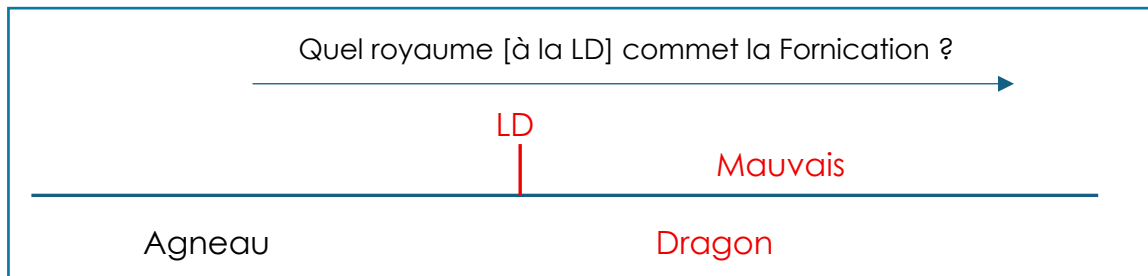 Quel royaume [à la LD] commet la Fornication ?
LD
Mauvais
Agneau Dragon